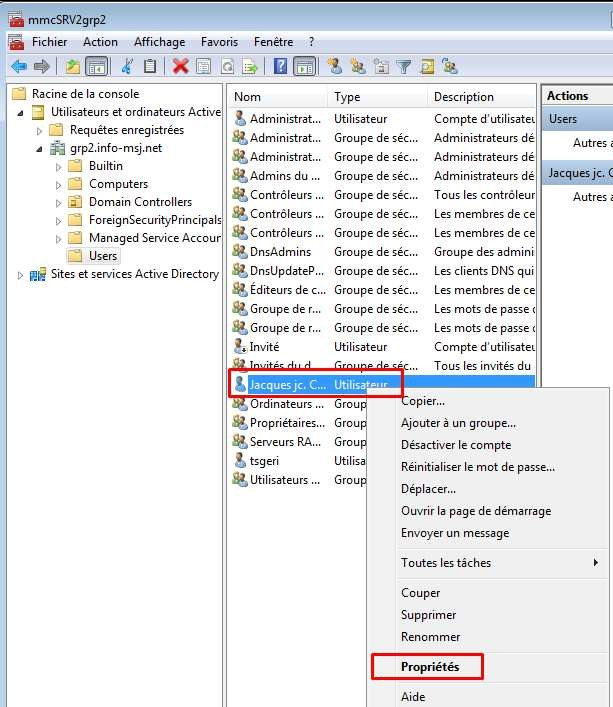 mmcSRV2grp2
Fichier Action Affichage Favoris Fenêtre ?
Racine de la console
Utilisateurs et ordinateurs Active
Requêtes enregistrées
grp2.info-msj.net
Builtin
Computers
Domain Controllers
ForeignSecurityPrincipals
Managed Service Accour
Users
Sites et services Active Directory
Nom Type Description
Administrat... Utilisateur Compte d'utilisateu
Administrat... Groupe de séc... Administrateurs dé
Administrat... Groupe de séc... Administrateurs dé
Admins du ... Groupe de séc... Administrateurs dé
Contrôleurs ... Groupe de séc... Tous les contrôleur
Contrôleurs ... Groupe de séc... Les membres de ce
Contrôleurs ... Groupe de séc... Les membres de ce
DnsAdmins Groupe de séc... Groupe des admini
DnsUpdateP... Groupe de séc... Les clients DNS qui
Éditeurs de c... Groupe de séc... Les membres de ce
Groupe de r... Groupe de séc... Les mots de passe d
Groupe de r... Groupe de séc... Les mots de passe d
Invité Utilisateur Compte d'utilisateu
Invités du d... Groupe de séc... Tous les invités du
Jacques jc. C... Utilisateur
Ordinateurs ... Group
Propriétaires... Group
Serveurs RA... Group
tsgeri Utilisa
Utilisateurs ... Group
Actions
Users
Autres a
Jacques jc. C
Autres a
Copier...
Ajouter à un groupe...
Désactiver le compte
Réinitialiser le mot de passe...
Déplacer...
Ouvrir la page de démarrage
Envoyer un message
Toutes les tâches
Couper
Supprimer
Renommer
Propriétés
Aide